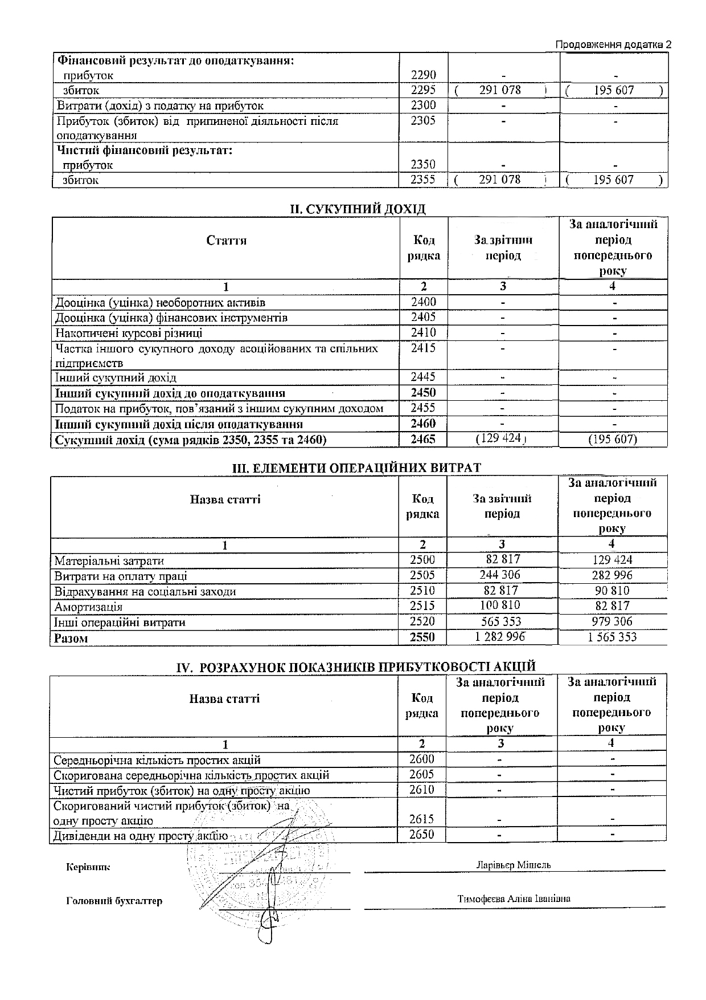 Продовження додатка 2
Фінансовий результат до оподаткування:
прибуток 2290 - -
збиток 2295 ( 291 078 ) ( 195 607 )
Витрати (дохід) з податку на прибуток 2300 - -
Прибуток (збиток) від припиненої діяльності після 2305 - -
оподаткування
Чистий фінансовий результат:
прибуток 2350 - -
збиток 2355 ( 291 078 ) ( 195 607 )
II. СУКУПНИЙ ДОХІД
За аналогічний
Стаття Код За звітний період
рядка період попереднього
року
1 2 3 4
Дооцінка (уцінка) необоротних активів 2400 - -
Дооцінка (уцінка) фінансових інструментів 2405 - -
Накопичені курсові різниці 2410 - -
Частка іншого сукупного доходу асоційованих та спільних 2415 - -
підприємств
Інший сукупний дохід 2445 - -
Інший сукупний дохід до оподаткування 2450 - -
Податок на прибуток, пов’язаний з іншим сукупним доходом 2455 - -
Інший сукупний дохід після оподаткування 2460 - -
Сукупний дохід (сума рядків 2350, 2355 та 2460) 2465 (129 424) (195 607)
III. ЕЛЕМЕНТИ ОПЕРАЦІЙНИХ ВИТРАТ
За аналогічний
Назва статті Код За звітний період
рядка період попереднього
року
1 2 3 4
Матеріальні затрати 2500 82 817 129 424
Витрати на оплату праці 2505 244 306 282 996
Відрахування на соціальні заходи 2510 82 817 90 810
Амортизація 2515 100 810 82 817
Інші операційні витрати 2520 565 353 979 306
Разом 2550 1 282 996 1 565 353
IV. РОЗРАХУНОК ПОКАЗНИКІВ ПРИБУТКОВОСТІ АКЦІЙ
За аналогічний За аналогічний
Назва статті Код період період
рядка попереднього попереднього
року року
1 2 3 4
Середньорічна кількість простих акцій 2600 - -
Скоригована середньорічна кількість простих акцій 2605 - -
Чистий прибуток (збиток) на одну просту акцію 2610 - -
Скоригований чистий прибуток (збиток) на
одну просту акцію 2615 - -
Дивіденди на одну просту акцію 2650 - -
Керівник Ларівьєр Мішель
Головний бухгалтер Тимофєєва Аліна Іванівна